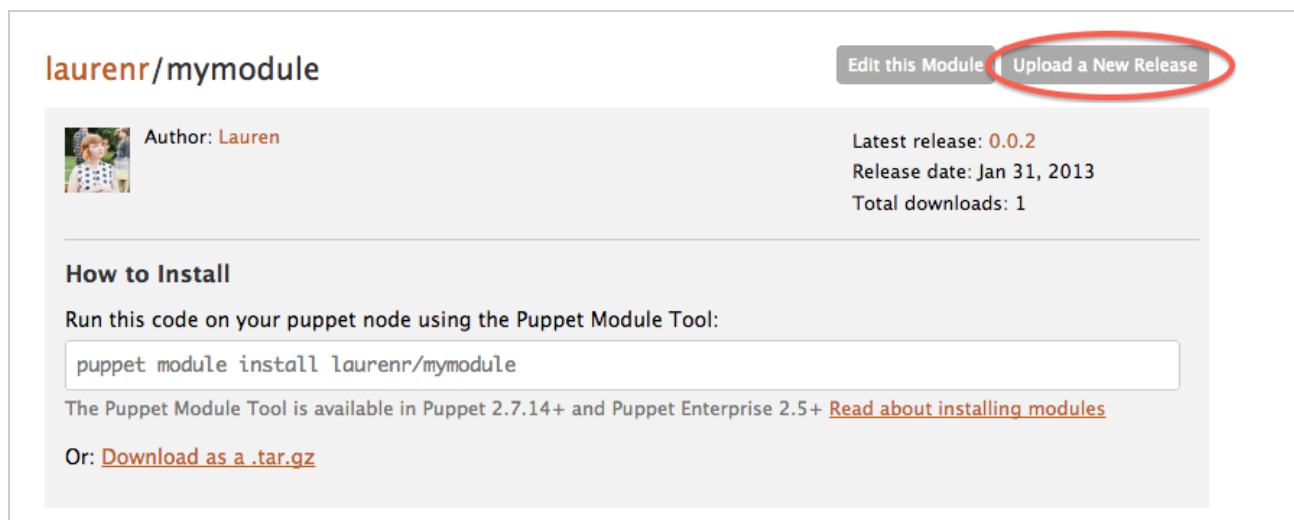 laurenr/mymodule
Edit this Module
Upload a New Release
Author: Lauren
Latest release: 0.0.2
Release date: Jan 31, 2013
Total downloads: 1
How to Install
Run this code on your puppet node using the Puppet Module Tool:
puppet module install laurenr/mymodule
The Puppet Module Tool is available in Puppet 2.7.14+ and Puppet Enterprise 2.5+ Read about installing modules
Or: Download as a .tar.gz